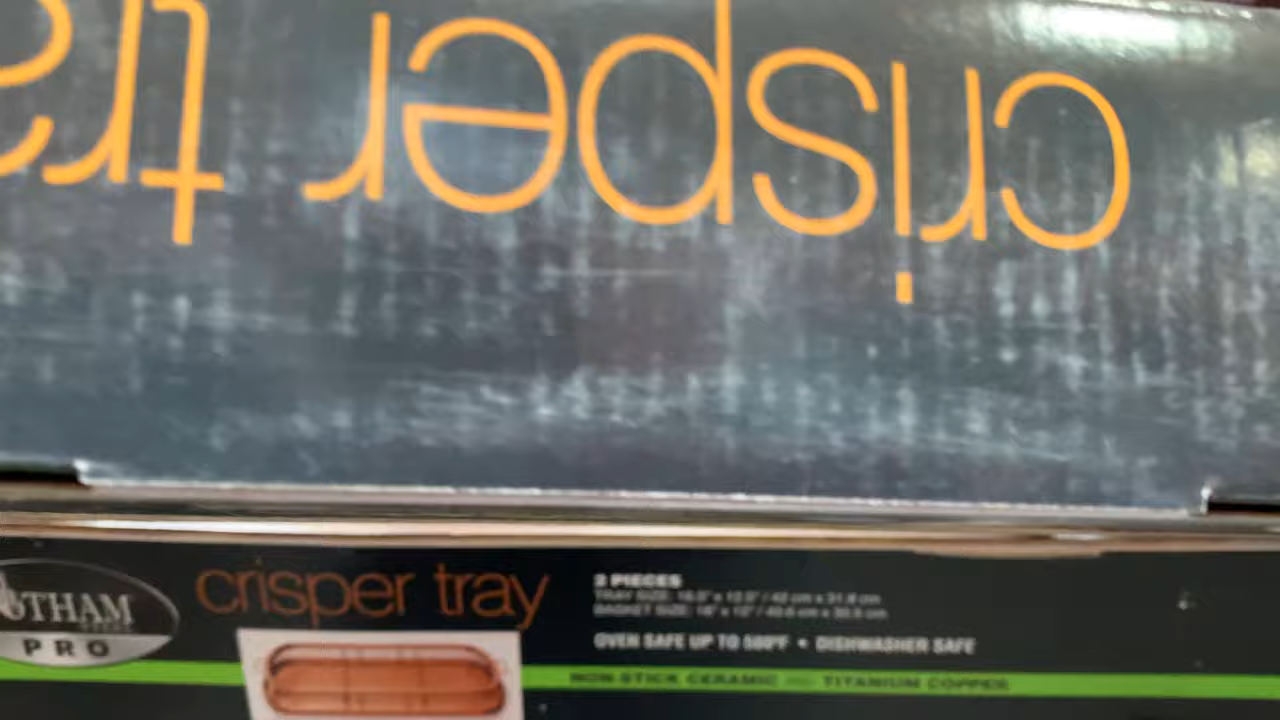 crisper tra
OTHAM
PRO
crisper tray
2 PIECES
TRAY SIZE: 16.5" x 12.5" / 42 cm x 31.8 cm
BASKET SIZE: 16" x 12" / 40.6 cm x 30.5 cm
OVEN SAFE UP TO 500°F • DISHWASHER SAFE
NON-STICK CERAMIC AND TITANIUM COPPER